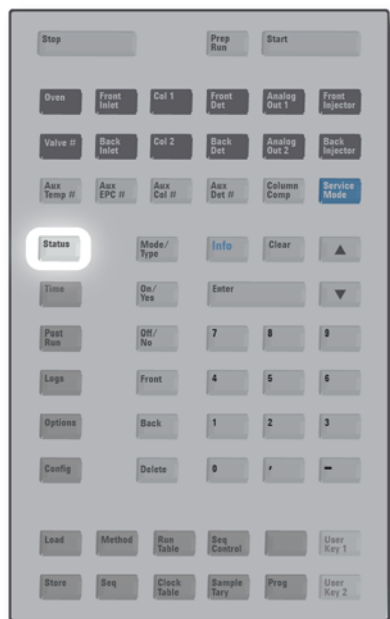 Stop Prep Run Start
Oven Front Inlet Col 1 Front Det Analog Out 1 Front Injector
Valve # Back Inlet Col 2 Back Det Analog Out 2 Back Injector
Aux Temp # Aux EPC # Aux Col # Aux Det # Column Comp Service Mode
Status Mode/ Type Info Clear ▲
Time On/ Yes Enter ▼
Post Run Off/ No 7 8 9
Logs Front 4 5 6
Options Back 1 2 3
Config Delete 0 , -
Load Method Run Table Seq Control User Key 1
Store Seq Clock Table Sample Tary Prog User Key 2